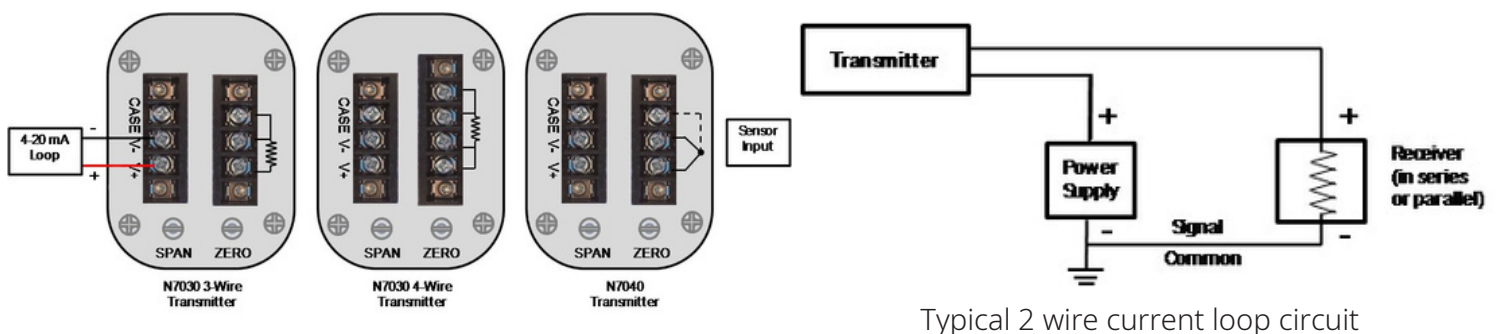 4-20 mA
Loop
-
+
CASE V- V+
SPAN ZERO
N7030 3-Wire
Transmitter
CASE V- V+
SPAN ZERO
N7030 4-Wire
Transmitter
CASE V- V+
SPAN ZERO
N7040
Transmitter
Sensor
Input
Transmitter
+
Power
Supply
-
Signal
Common
+
-
Receiver
(in series
or parallel)
Typical 2 wire current loop circuit